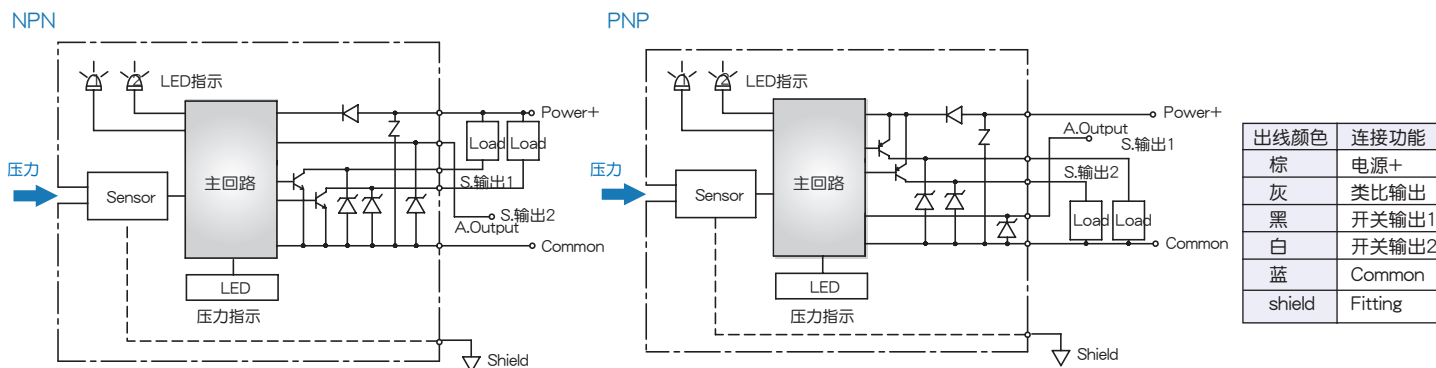 NPN
1
2
LED指示
Power+
Load
Load
压力
Sensor
主回路
S.输出1
S.输出2
A.Output
Common
LED
压力指示
Shield
PNP
1
2
LED指示
Power+
A.Output
S.输出1
压力
Sensor
主回路
S.输出2
Load
Load
Common
LED
压力指示
Shield
出线颜色 连接功能
棕 电源+
灰 类比输出
黑 开关输出1
白 开关输出2
蓝 Common
shield Fitting